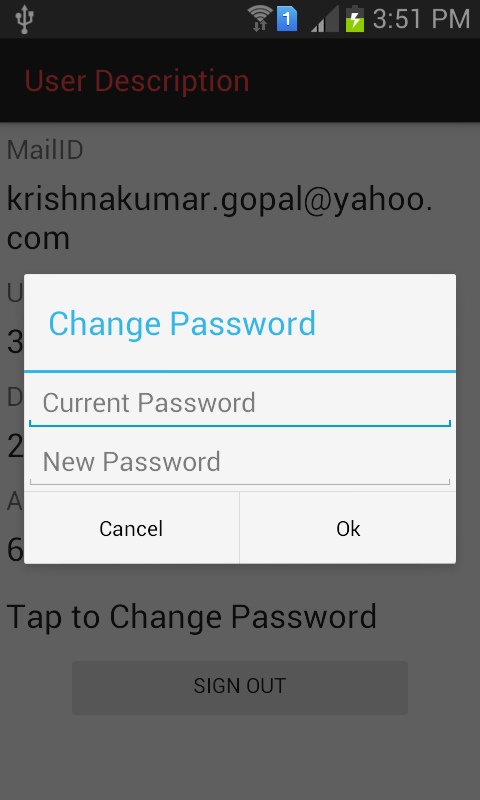 1 3:51 PM
User Description
MailID
krishnakumar.gopal@yahoo.
com
U
Change Password
3
Current Password
D
2
New Password
A
Cancel Ok
6
Tap to Change Password
SIGN OUT